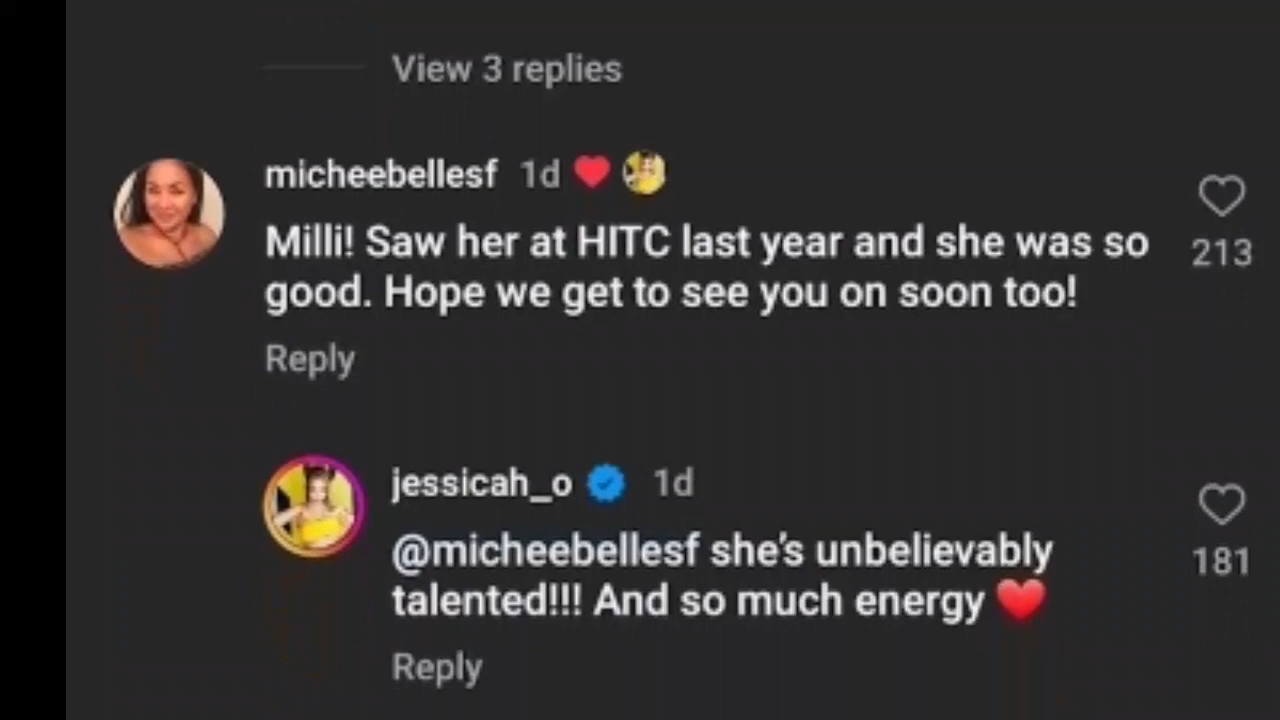 View 3 replies
micheebellesf 1d
Milli! Saw her at HITC last year and she was so
good. Hope we get to see you on soon too!
213
Reply
jessicah_o 1d
@micheebellesf she's unbelievably
talented!!! And so much energy ❤️
181
Reply